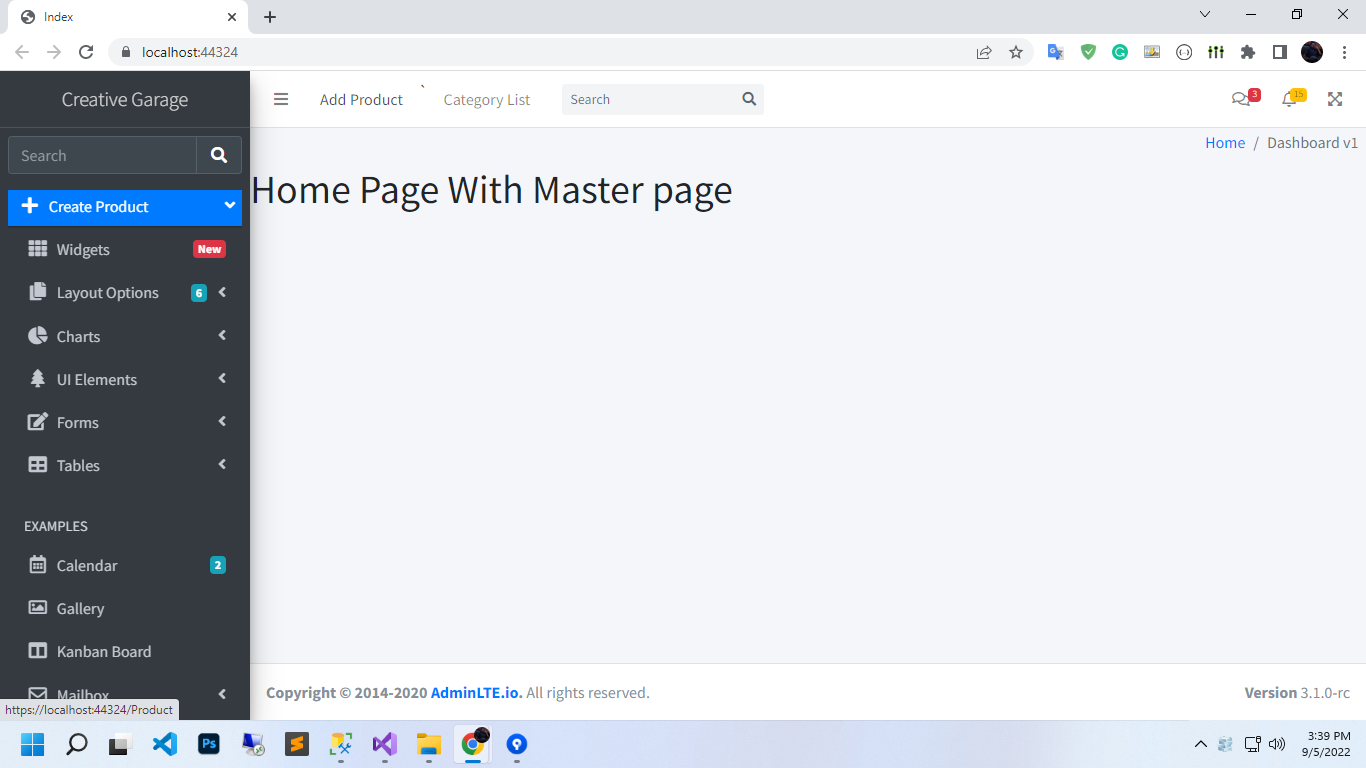 Index
localhost:44324
Creative Garage
Add Product ` Category List Search 3 15
Home / Dashboard v1
Search
Home Page With Master page
Create Product
Widgets New
Layout Options 6
Charts
UI Elements
Forms
Tables
EXAMPLES
Calendar 2
Gallery
Kanban Board
Mailbox
Copyright © 2014-2020 AdminLTE.io. All rights reserved. Version 3.1.0-rc
https://localhost:44324/Product
Ps
3:39 PM
9/5/2022